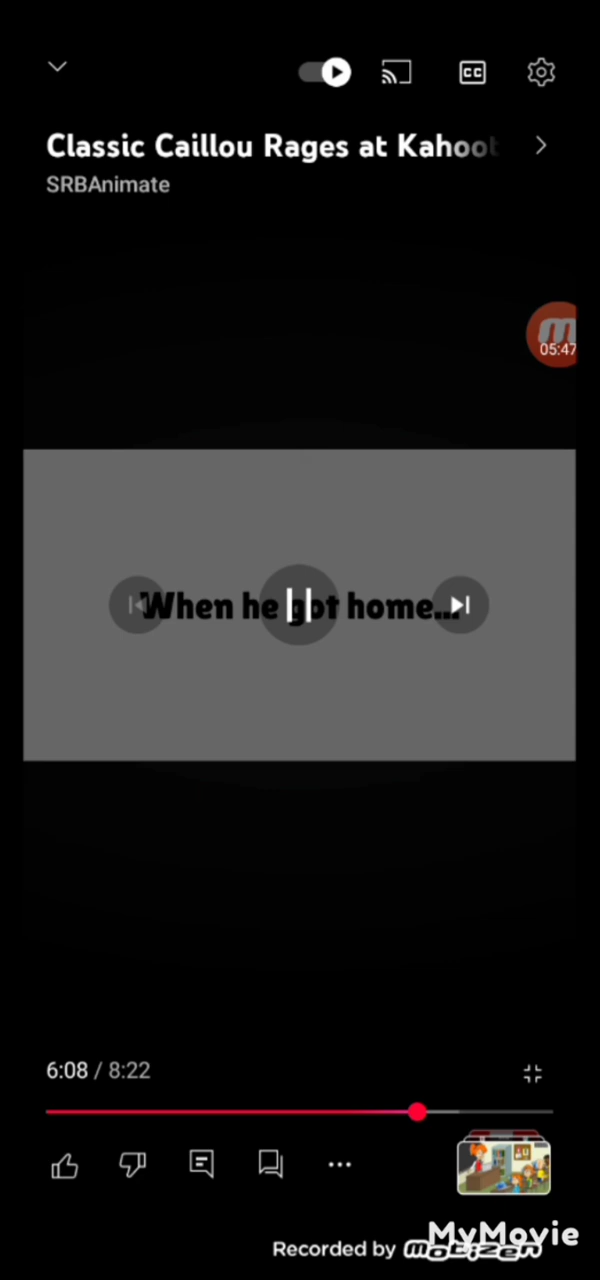 Classic Caillou Rages at Kahoot
SRBAnimate
m
05:47
CC
When he got home...
6:08 / 8:22
MyMovie
Recorded by mobizen